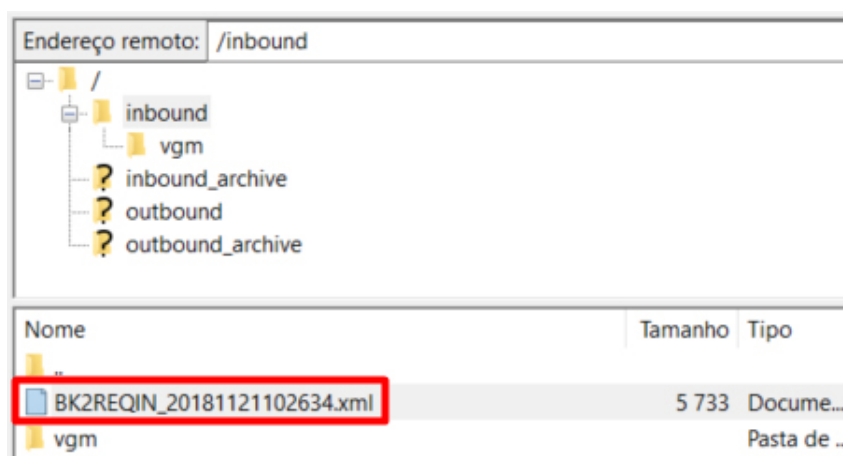 Endereço remoto: /inbound
/
inbound
vgm
inbound_archive
outbound
outbound_archive
Nome Tamanho Tipo
..
BK2REQIN_20181121102634.xml 5 733 Docume...
vgm Pasta de ...